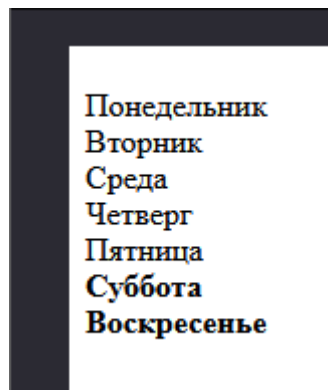 Понедельник
Вторник
Среда
Четверг
Пятница
Суббота
Воскресенье